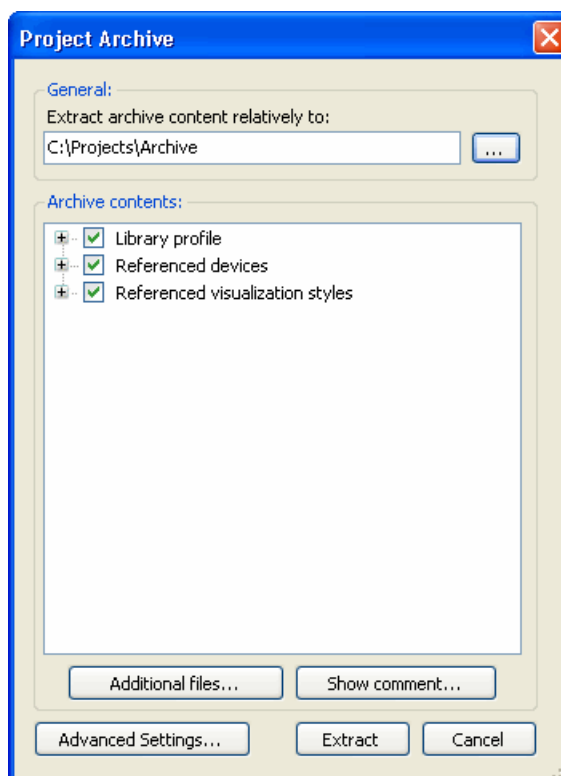 Project Archive
General:
Extract archive content relatively to:
C:\Projects\Archive
...
Archive contents:
Library profile
Referenced devices
Referenced visualization styles
Additional files...
Show comment...
Advanced Settings...
Extract
Cancel